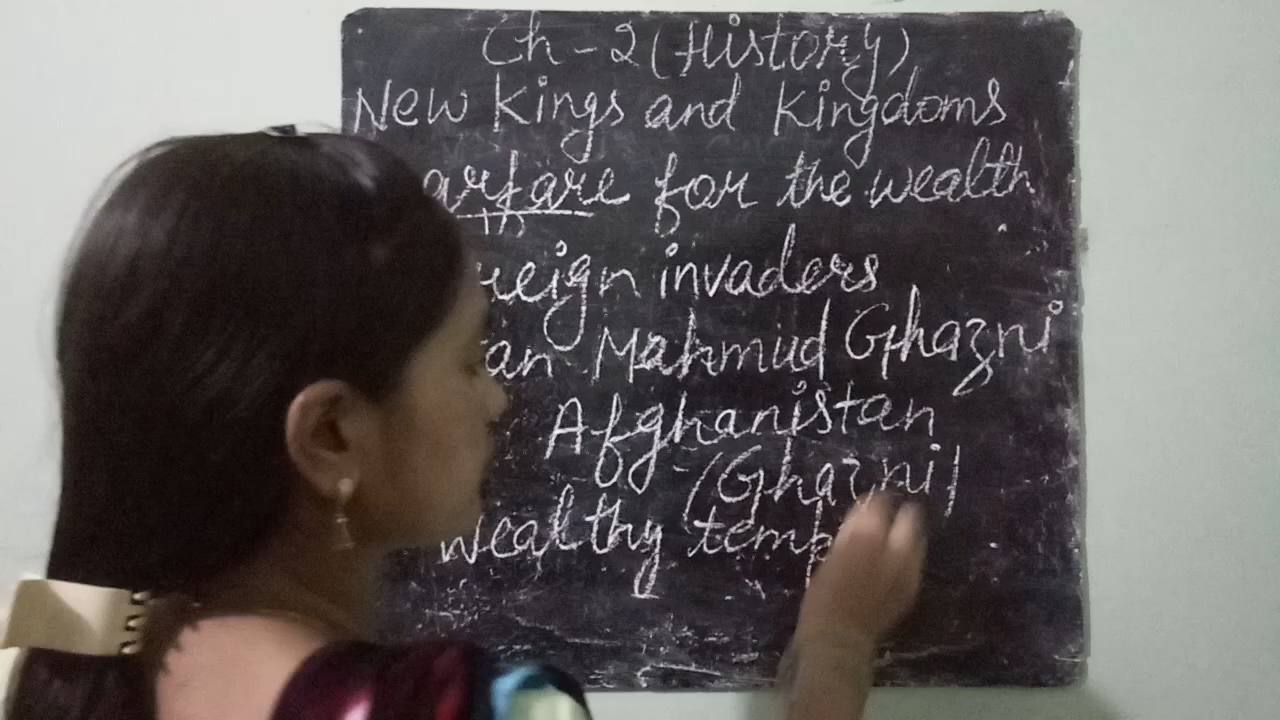 Ch - 2 (History)
New Kings and Kingdoms
arfare for the wealth
reign invaders
an Mahmud Ghazni
Afghanistan
(Ghazni)
wealthy temp